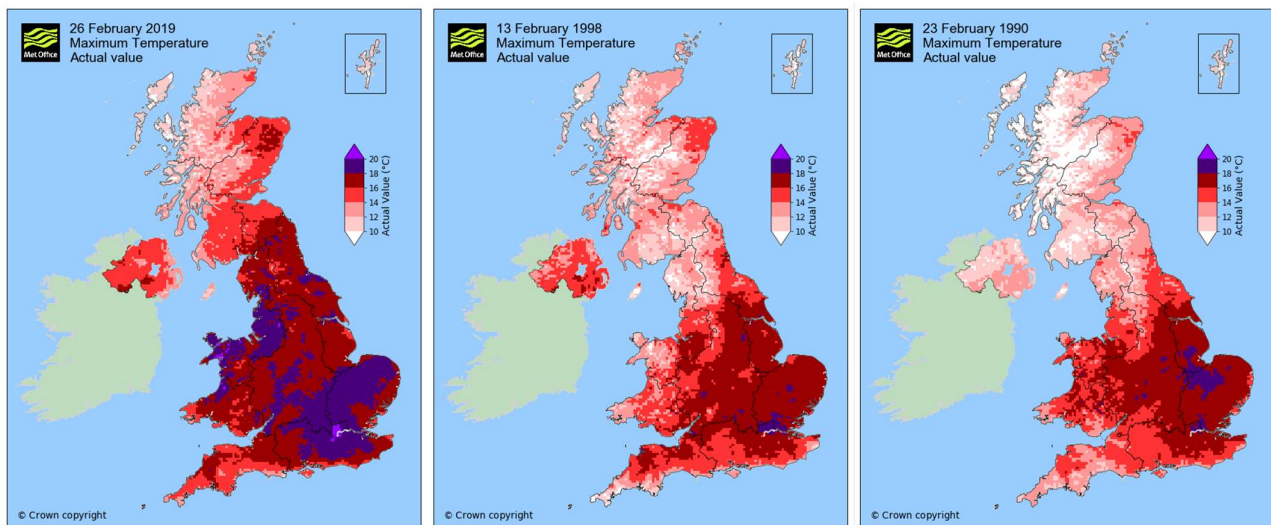 26 February 2019
Maximum Temperature
Actual value
Met Office
20
18
16
14
12
10
Actual Value (°C)
© Crown copyright
13 February 1998
Maximum Temperature
Actual value
Met Office
20
18
16
14
12
10
Actual Value (°C)
© Crown copyright
23 February 1990
Maximum Temperature
Actual value
Met Office
20
18
16
14
12
10
Actual Value (°C)
© Crown copyright